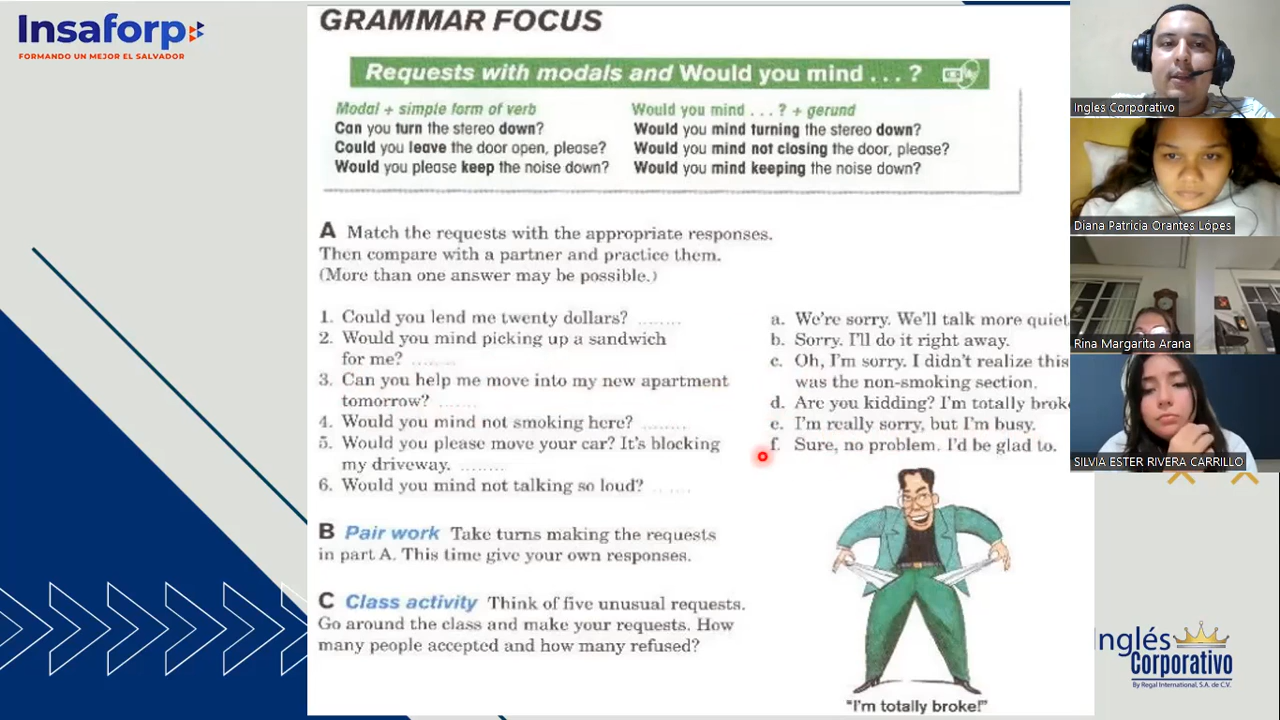 Insaforp
FORMANDO UN MEJOR EL SALVADOR
GRAMMAR FOCUS
Requests with modals and Would you mind . . . ?
Modal + simple form of verb
Can you turn the stereo down?
Could you leave the door open, please?
Would you please keep the noise down?
Would you mind . . . ? + gerund
Would you mind turning the stereo down?
Would you mind not closing the door, please?
Would you mind keeping the noise down?
A Match the requests with the appropriate responses.
Then compare with a partner and practice them.
(More than one answer may be possible.)
1. Could you lend me twenty dollars? ........
2. Would you mind picking up a sandwich
for me? ........
3. Can you help me move into my new apartment
tomorrow? ........
4. Would you mind not smoking here? ........
5. Would you please move your car? It's blocking
my driveway. ........
6. Would you mind not talking so loud? ........
a. We're sorry. We'll talk more quiet
b. Sorry. I'll do it right away.
c. Oh, I'm sorry. I didn't realize this
was the non-smoking section.
d. Are you kidding? I'm totally brok
e. I'm really sorry, but I'm busy.
f. Sure, no problem. I'd be glad to.
B Pair work Take turns making the requests
in part A. This time give your own responses.
C Class activity Think of five unusual requests.
Go around the class and make your requests. How
many people accepted and how many refused?
"I'm totally broke!"
Ingles Corporativo
Diana Patricia Orantes Lópes
Rina Margarita Arana
SILVIA ESTER RIVERA CARRILLO
Inglés
Corporativo
By Regal International, S.A. de C.V.